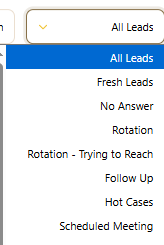 All Leads
All Leads
Fresh Leads
No Answer
Rotation
Rotation - Trying to Reach
Follow Up
Hot Cases
Scheduled Meeting